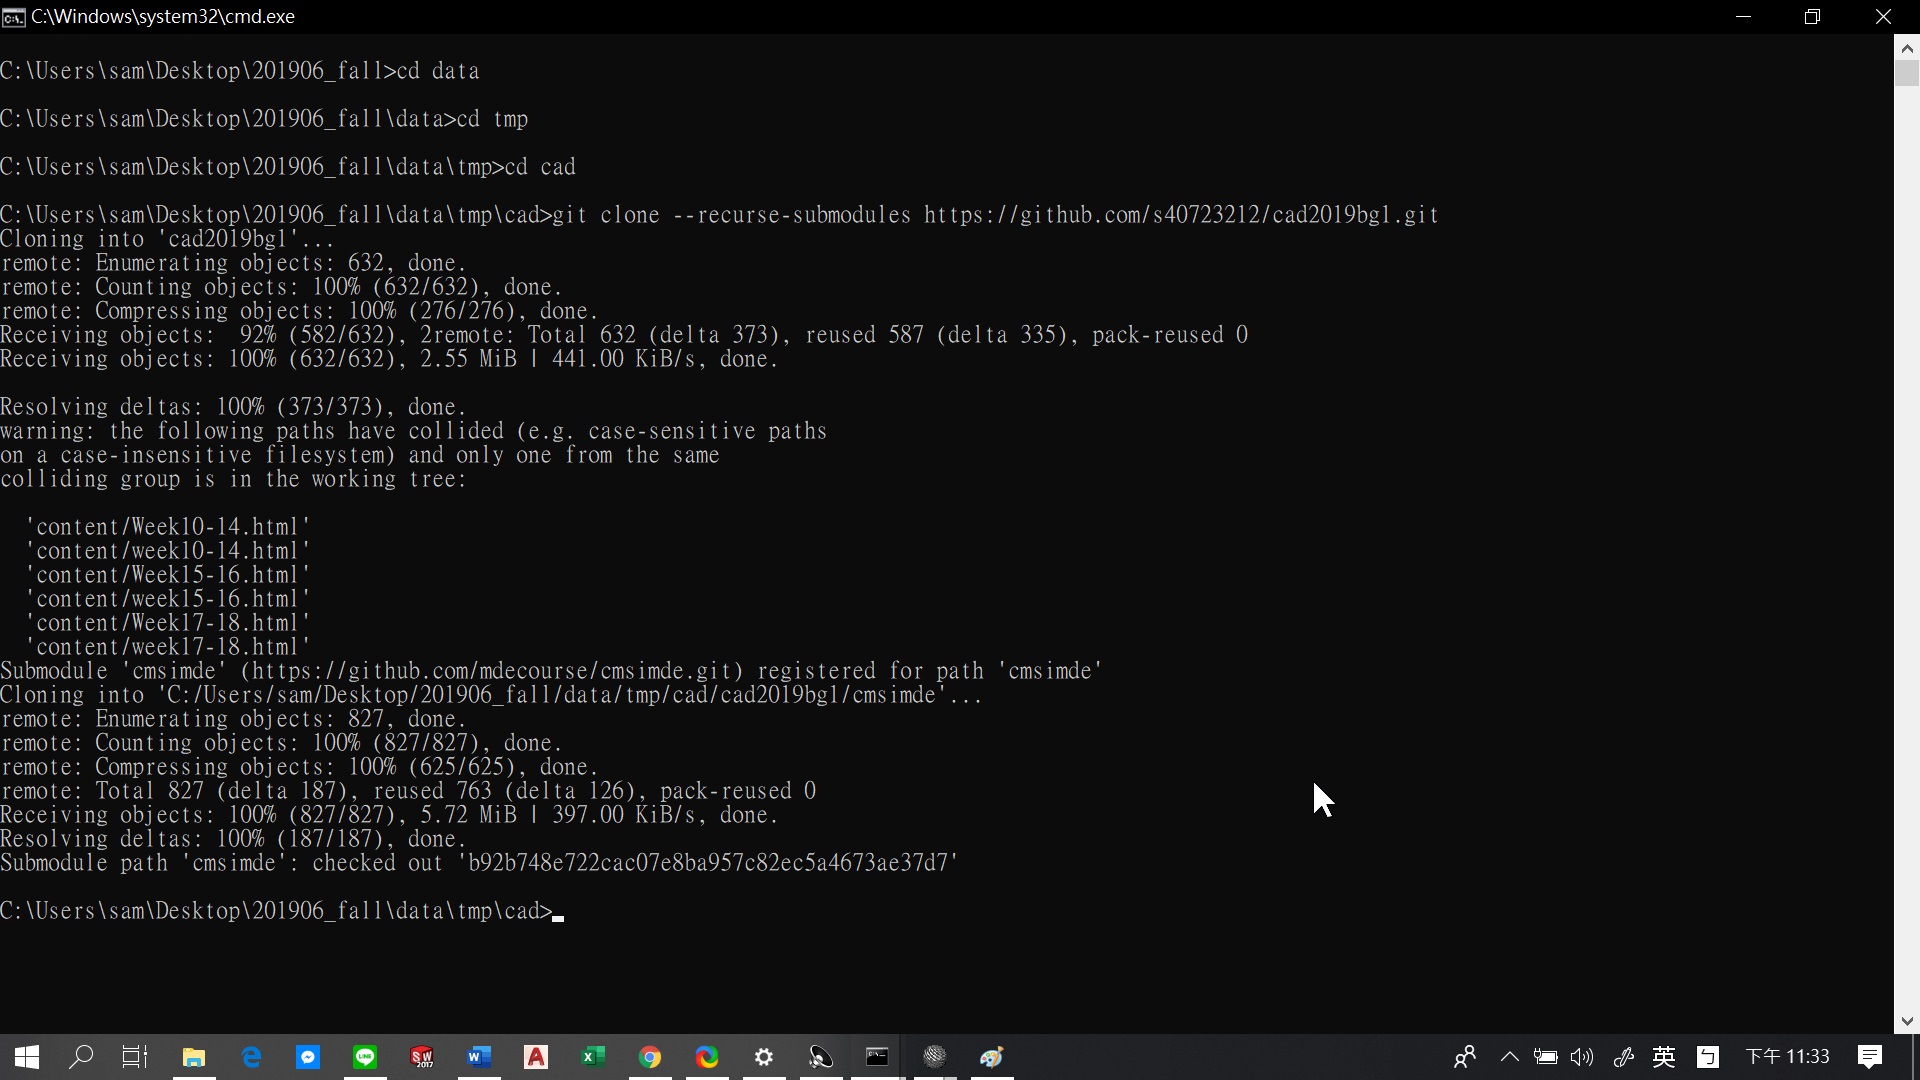 C:\Windows\system32\cmd.exe
C:\Users\sam\Desktop\201906_fall>cd data
C:\Users\sam\Desktop\201906_fall\data>cd tmp
C:\Users\sam\Desktop\201906_fall\data\tmp>cd cad
C:\Users\sam\Desktop\201906_fall\data\tmp\cad>git clone --recurse-submodules https://github.com/s40723212/cad2019bg1.git
Cloning into 'cad2019bg1'...
remote: Enumerating objects: 632, done.
remote: Counting objects: 100% (632/632), done.
remote: Compressing objects: 100% (276/276), done.
Receiving objects:  92% (582/632), 2remote: Total 632 (delta 373), reused 587 (delta 335), pack-reused 0
Receiving objects: 100% (632/632), 2.55 MiB | 441.00 KiB/s, done.
Resolving deltas: 100% (373/373), done.
warning: the following paths have collided (e.g. case-sensitive paths
on a case-insensitive filesystem) and only one from the same
colliding group is in the working tree:
'content/Week10-14.html'
'content/week10-14.html'
'content/Week15-16.html'
'content/week15-16.html'
'content/Week17-18.html'
'content/week17-18.html'
Submodule 'cmsimde' (https://github.com/mdecourse/cmsimde.git) registered for path 'cmsimde'
Cloning into 'C:/Users/sam/Desktop/201906_fall/data/tmp/cad/cad2019bg1/cmsimde'...
remote: Enumerating objects: 827, done.
remote: Counting objects: 100% (827/827), done.
remote: Compressing objects: 100% (625/625), done.
remote: Total 827 (delta 187), reused 763 (delta 126), pack-reused 0
Receiving objects: 100% (827/827), 5.72 MiB | 397.00 KiB/s, done.
Resolving deltas: 100% (187/187), done.
Submodule path 'cmsimde': checked out 'b92b748e722cac07e8ba957c82ec5a4673ae37d7'
C:\Users\sam\Desktop\201906_fall\data\tmp\cad>
英 下午 11:33